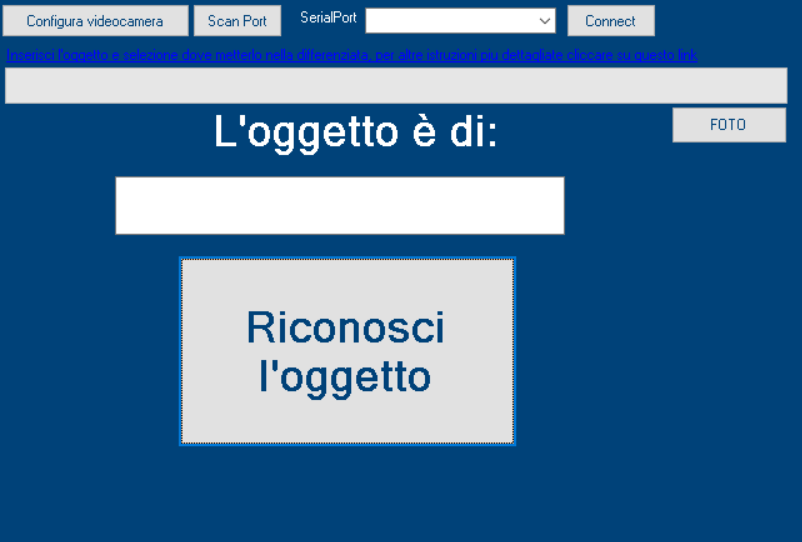 Configura videocamera Scan Port SerialPort Connect
Inserisci l'oggetto e selezione dove metterlo nella differenziata, per altre istruzioni piu dettagliate cliccare su questo link
L'oggetto è di:
FOTO
Riconosci
l'oggetto